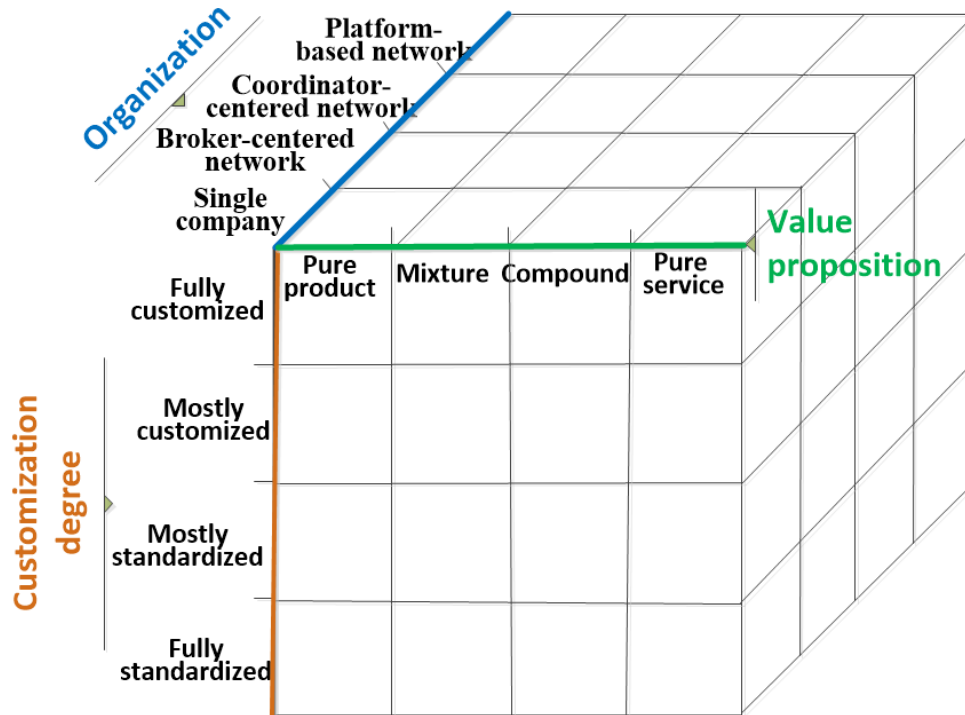 Organization
Platform-
based network
Coordinator-
centered network
Broker-centered
network
Single
company
Value
proposition
Pure
product
Mixture
Compound
Pure
service
Customization
degree
Fully
customized
Mostly
customized
Mostly
standardized
Fully
standardized